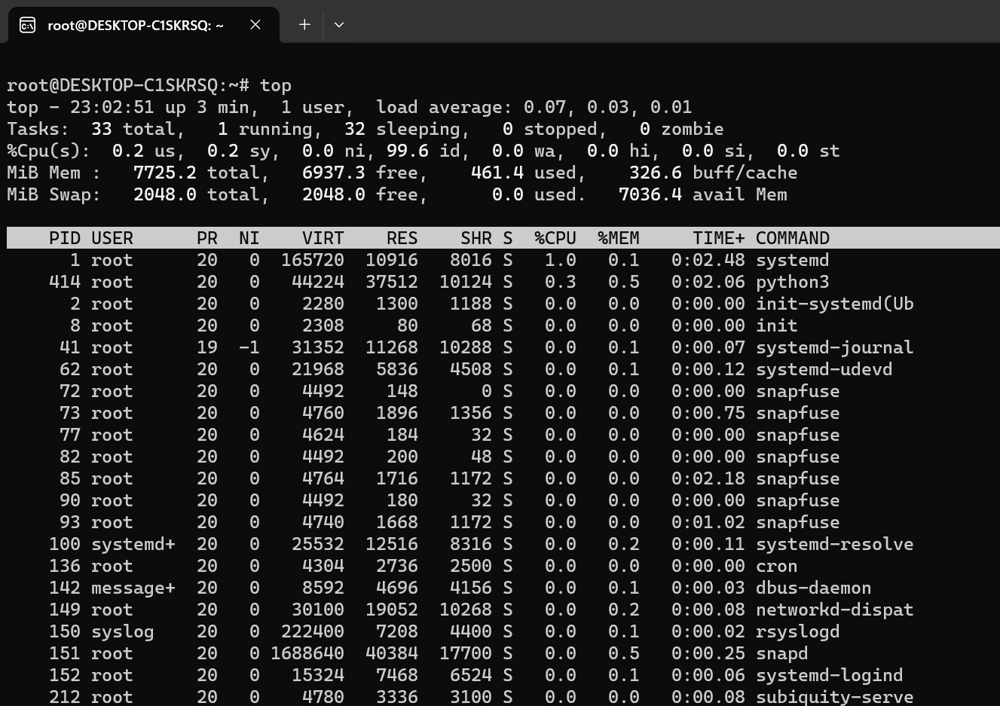 root@DESKTOP-C1SKRSQ: ~
root@DESKTOP-C1SKRSQ:~# top
top - 23:02:51 up 3 min,  1 user,  load average: 0.07, 0.03, 0.01
Tasks:  33 total,   1 running,  32 sleeping,   0 stopped,   0 zombie
%Cpu(s):  0.2 us,  0.2 sy,  0.0 ni, 99.6 id,  0.0 wa,  0.0 hi,  0.0 si,  0.0 st
MiB Mem :   7725.2 total,   6937.3 free,    461.4 used,    326.6 buff/cache
MiB Swap:   2048.0 total,   2048.0 free,      0.0 used.   7036.4 avail Mem
PID USER      PR  NI    VIRT    RES    SHR S  %CPU  %MEM     TIME+ COMMAND
1 root      20   0  165720  10916   8016 S   1.0   0.1   0:02.48 systemd
414 root      20   0   44224  37512  10124 S   0.3   0.5   0:02.06 python3
2 root      20   0    2280   1300   1188 S   0.0   0.0   0:00.00 init-systemd(Ub
8 root      20   0    2308     80     68 S   0.0   0.0   0:00.00 init
41 root      19  -1   31352  11268  10288 S   0.0   0.1   0:00.07 systemd-journal
62 root      20   0   21968   5836   4508 S   0.0   0.1   0:00.12 systemd-udevd
72 root      20   0    4492    148      0 S   0.0   0.0   0:00.00 snapfuse
73 root      20   0    4760   1896   1356 S   0.0   0.0   0:00.75 snapfuse
77 root      20   0    4624    184     32 S   0.0   0.0   0:00.00 snapfuse
82 root      20   0    4492    200     48 S   0.0   0.0   0:00.00 snapfuse
85 root      20   0    4764   1716   1172 S   0.0   0.0   0:02.18 snapfuse
90 root      20   0    4492    180     32 S   0.0   0.0   0:00.00 snapfuse
93 root      20   0    4740   1668   1172 S   0.0   0.0   0:01.02 snapfuse
100 systemd+  20   0   25532  12516   8316 S   0.0   0.2   0:00.11 systemd-resolve
136 root      20   0    4304   2736   2500 S   0.0   0.0   0:00.00 cron
142 message+  20   0    8592   4696   4156 S   0.0   0.1   0:00.03 dbus-daemon
149 root      20   0   30100  19052  10268 S   0.0   0.2   0:00.08 networkd-dispat
150 syslog    20   0  222400   7208   4400 S   0.0   0.1   0:00.02 rsyslogd
151 root      20   0 1688640  40384  17700 S   0.0   0.5   0:00.25 snapd
152 root      20   0   15324   7468   6524 S   0.0   0.1   0:00.06 systemd-logind
212 root      20   0    4780   3336   3100 S   0.0   0.0   0:00.08 subiquity-serve